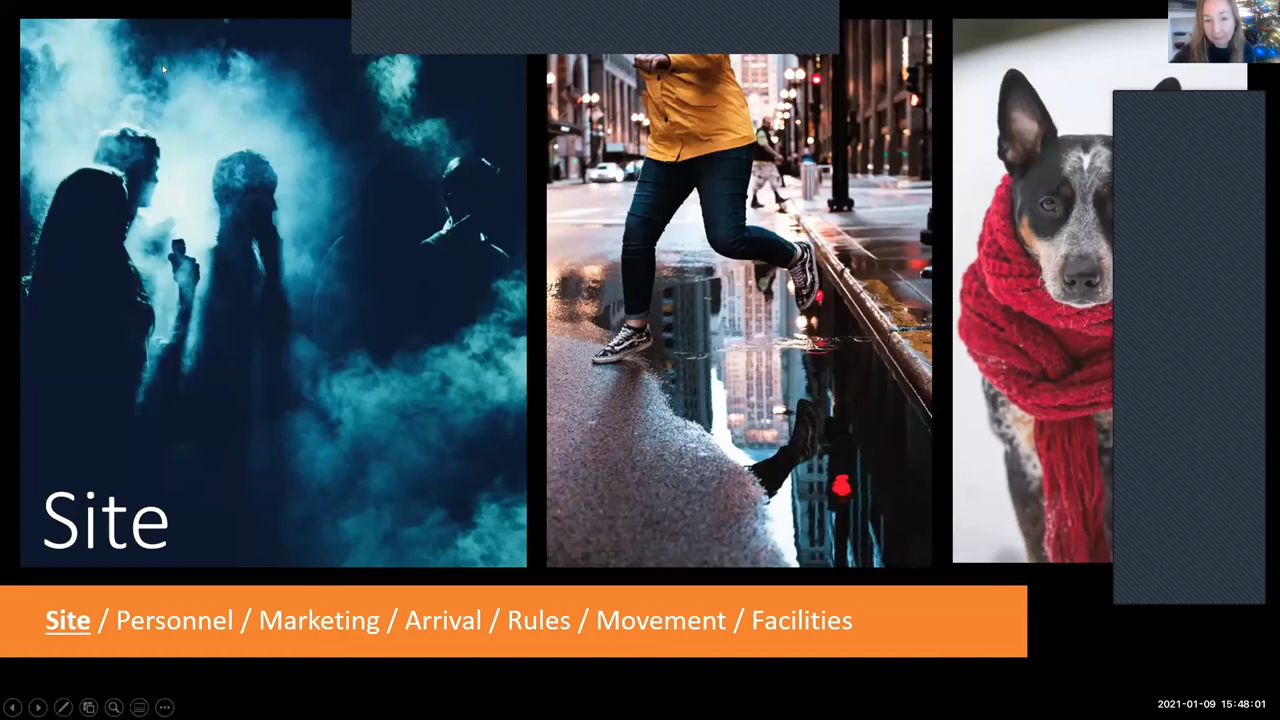 Site
Site / Personnel / Marketing / Arrival / Rules / Movement / Facilities
2021-01-09 15:48:01